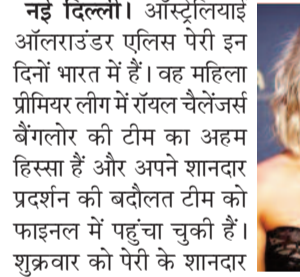 नई दिल्ली। ऑस्ट्रेलियाई
ऑलराउंडर एलिस पेरी इन
दिनों भारत में हैं। वह महिला
प्रीमियर लीग में रॉयल चैलेंजर्स
बैंगलोर की टीम का अहम
हिस्सा हैं और अपने शानदार
प्रदर्शन की बदौलत टीम को
फाइनल में पहुंचा चुकी हैं।
शुक्रवार को पेरी के शानदार